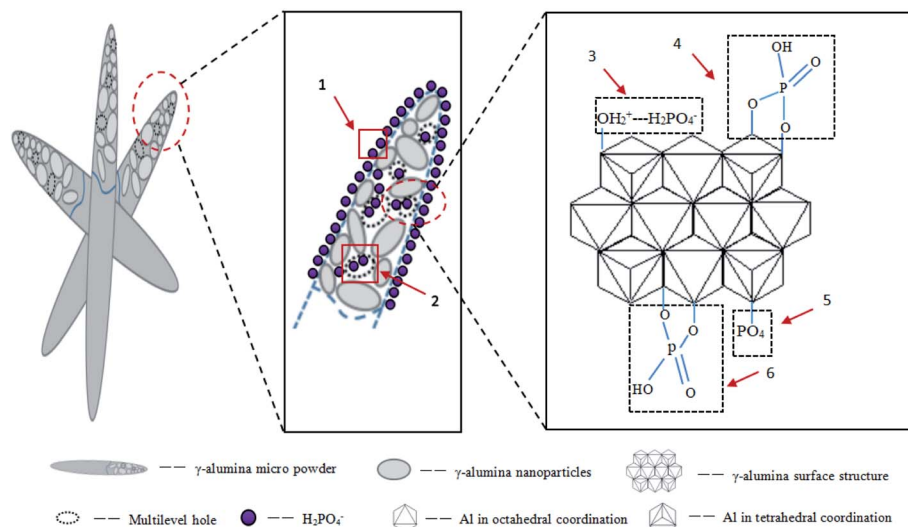 1
2
3
4
5
6
OH₂⁺---H₂PO₄⁻
OH
P
O
O
O
PO₄
O
O
p
HO
O
γ-alumina micro powder
γ-alumina nanoparticles
γ-alumina surface structure
Multilevel hole
H₂PO₄⁻
Al in octahedral coordination
Al in tetrahedral coordination